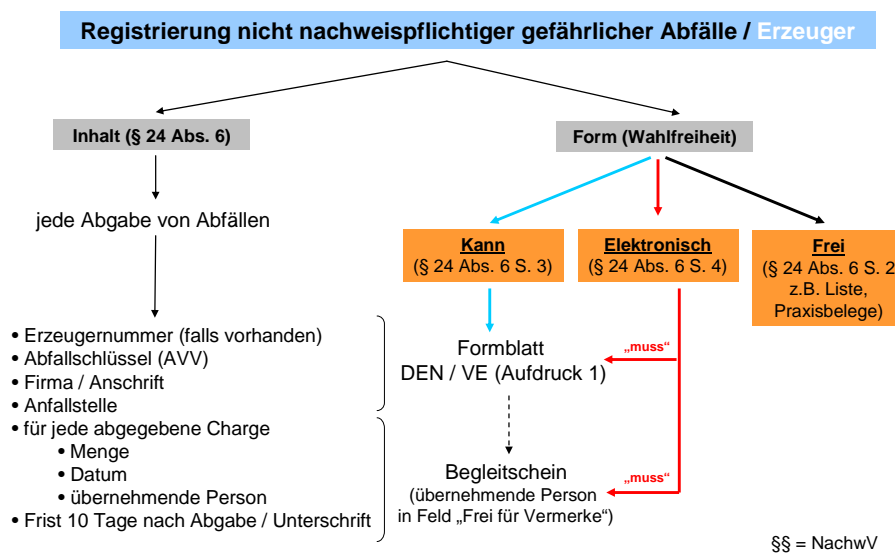 Registrierung nicht nachweispflichtiger gefährlicher Abfälle / Erzeuger
Inhalt (§ 24 Abs. 6)
Form (Wahlfreiheit)
jede Abgabe von Abfällen
Kann
(§ 24 Abs. 6 S. 3)
Elektronisch
(§ 24 Abs. 6 S. 4)
Frei
(§ 24 Abs. 6 S. 2
z.B. Liste,
Praxisbelege)
• Erzeugernummer (falls vorhanden)
• Abfallschlüssel (AVV)
• Firma / Anschrift
• Anfallstelle
• für jede abgegebene Charge
• Menge
• Datum
• übernehmende Person
• Frist 10 Tage nach Abgabe / Unterschrift
Formblatt
DEN / VE (Aufdruck 1)
„muss“
Begleitschein
(übernehmende Person
in Feld „Frei für Vermerke“)
„muss“
§§ = NachwV